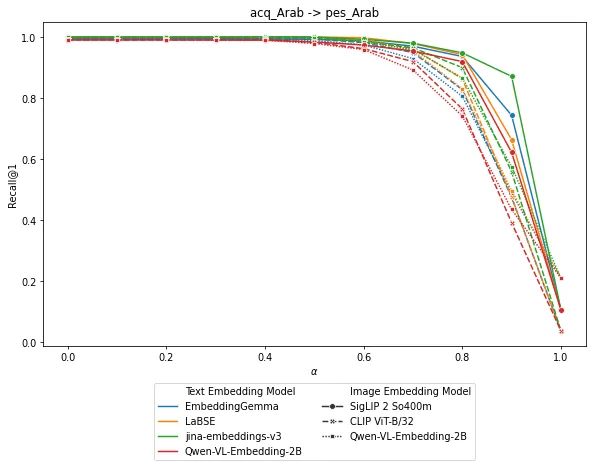 acq_Arab -> pes_Arab
Recall@1
1.0
0.8
0.6
0.4
0.2
0.0
0.0 0.2 0.4 0.6 0.8 1.0
α
Text Embedding Model
EmbeddingGemma
LaBSE
jina-embeddings-v3
Qwen-VL-Embedding-2B
Image Embedding Model
SigLIP 2 So400m
CLIP ViT-B/32
Qwen-VL-Embedding-2B